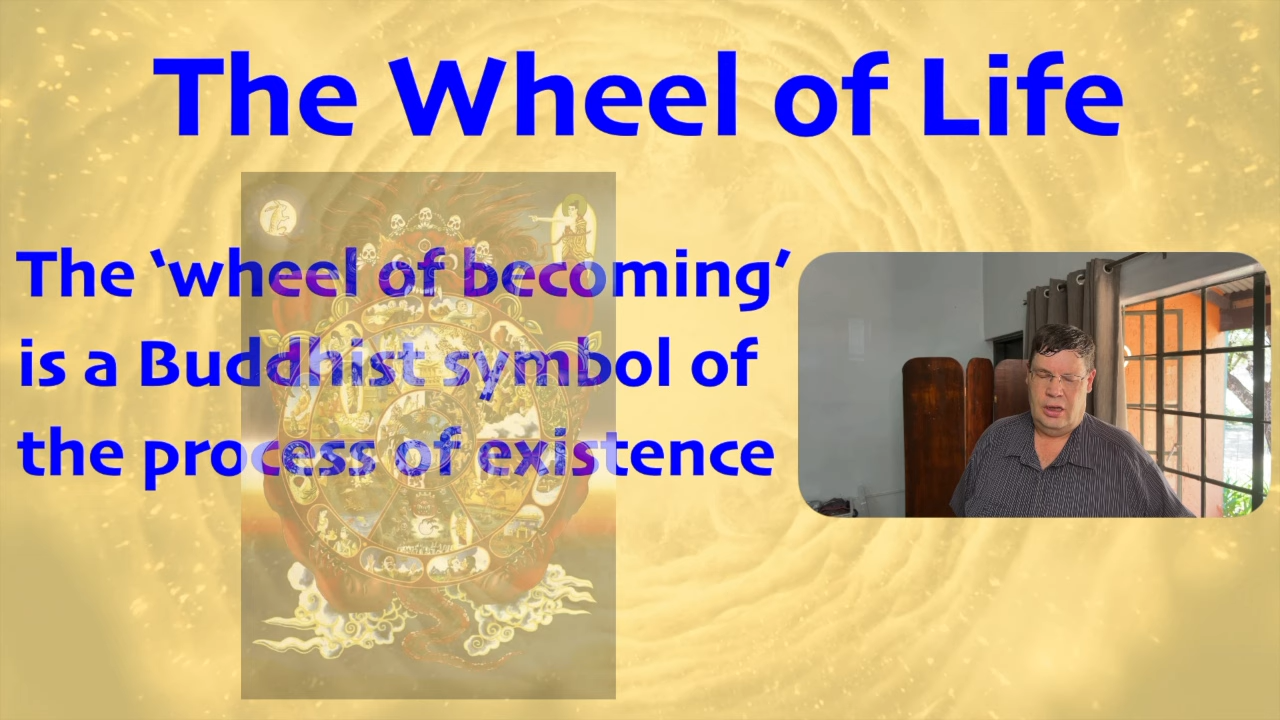 The Wheel of Life
The ‘wheel of becoming’
is a Buddhist symbol of
the process of existence